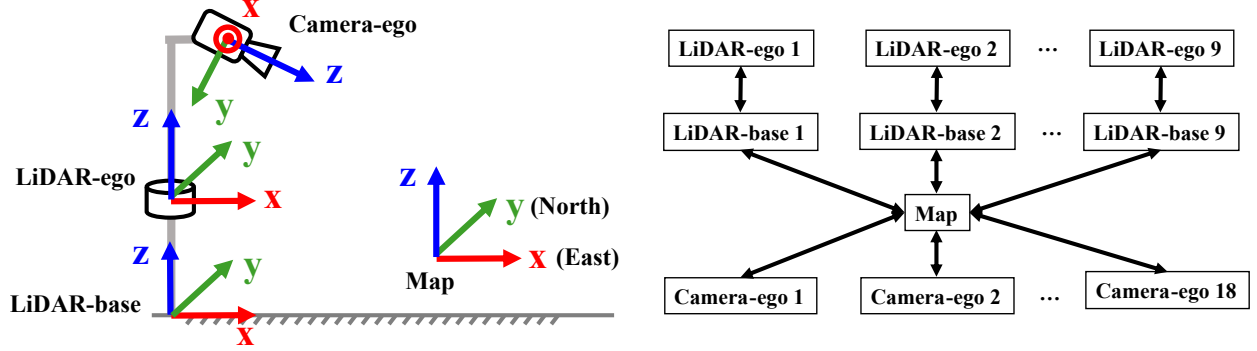 x
Camera-ego
z
y
z
y
LiDAR-ego
x
z
y
LiDAR-base
x
z
y (North)
x (East)
Map
LiDAR-ego 1
LiDAR-ego 2
...
LiDAR-ego 9
LiDAR-base 1
LiDAR-base 2
...
LiDAR-base 9
Map
Camera-ego 1
Camera-ego 2
...
Camera-ego 18